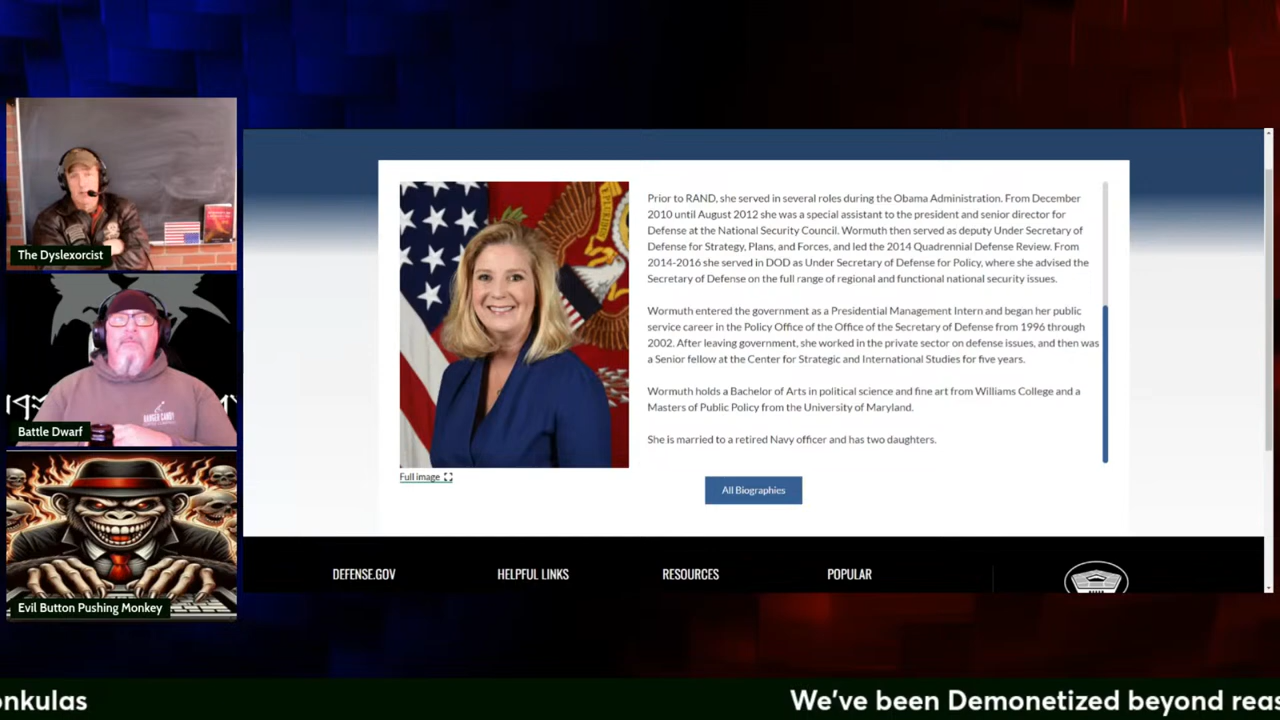 The Dyslexorcist
Battle Dwarf
Evil Button Pushing Monkey
Prior to RAND, she served in several roles during the Obama Administration. From December
2010 until August 2012 she was a special assistant to the president and senior director for
Defense at the National Security Council. Wormuth then served as deputy Under Secretary of
Defense for Strategy, Plans, and Forces, and led the 2014 Quadrennial Defense Review. From
2014-2016 she served in DOD as Under Secretary of Defense for Policy, where she advised the
Secretary of Defense on the full range of regional and functional national security issues.
Wormuth entered the government as a Presidential Management Intern and began her public
service career in the Policy Office of the Office of the Secretary of Defense from 1996 through
2002. After leaving government, she worked in the private sector on defense issues, and then was
a Senior fellow at the Center for Strategic and International Studies for five years.
Wormuth holds a Bachelor of Arts in political science and fine art from Williams College and a
Masters of Public Policy from the University of Maryland.
She is married to a retired Navy officer and has two daughters.
Full image
All Biographies
DEFENSE.GOV
HELPFUL LINKS
RESOURCES
POPULAR
onkulas
We've been Demonetized beyond reas